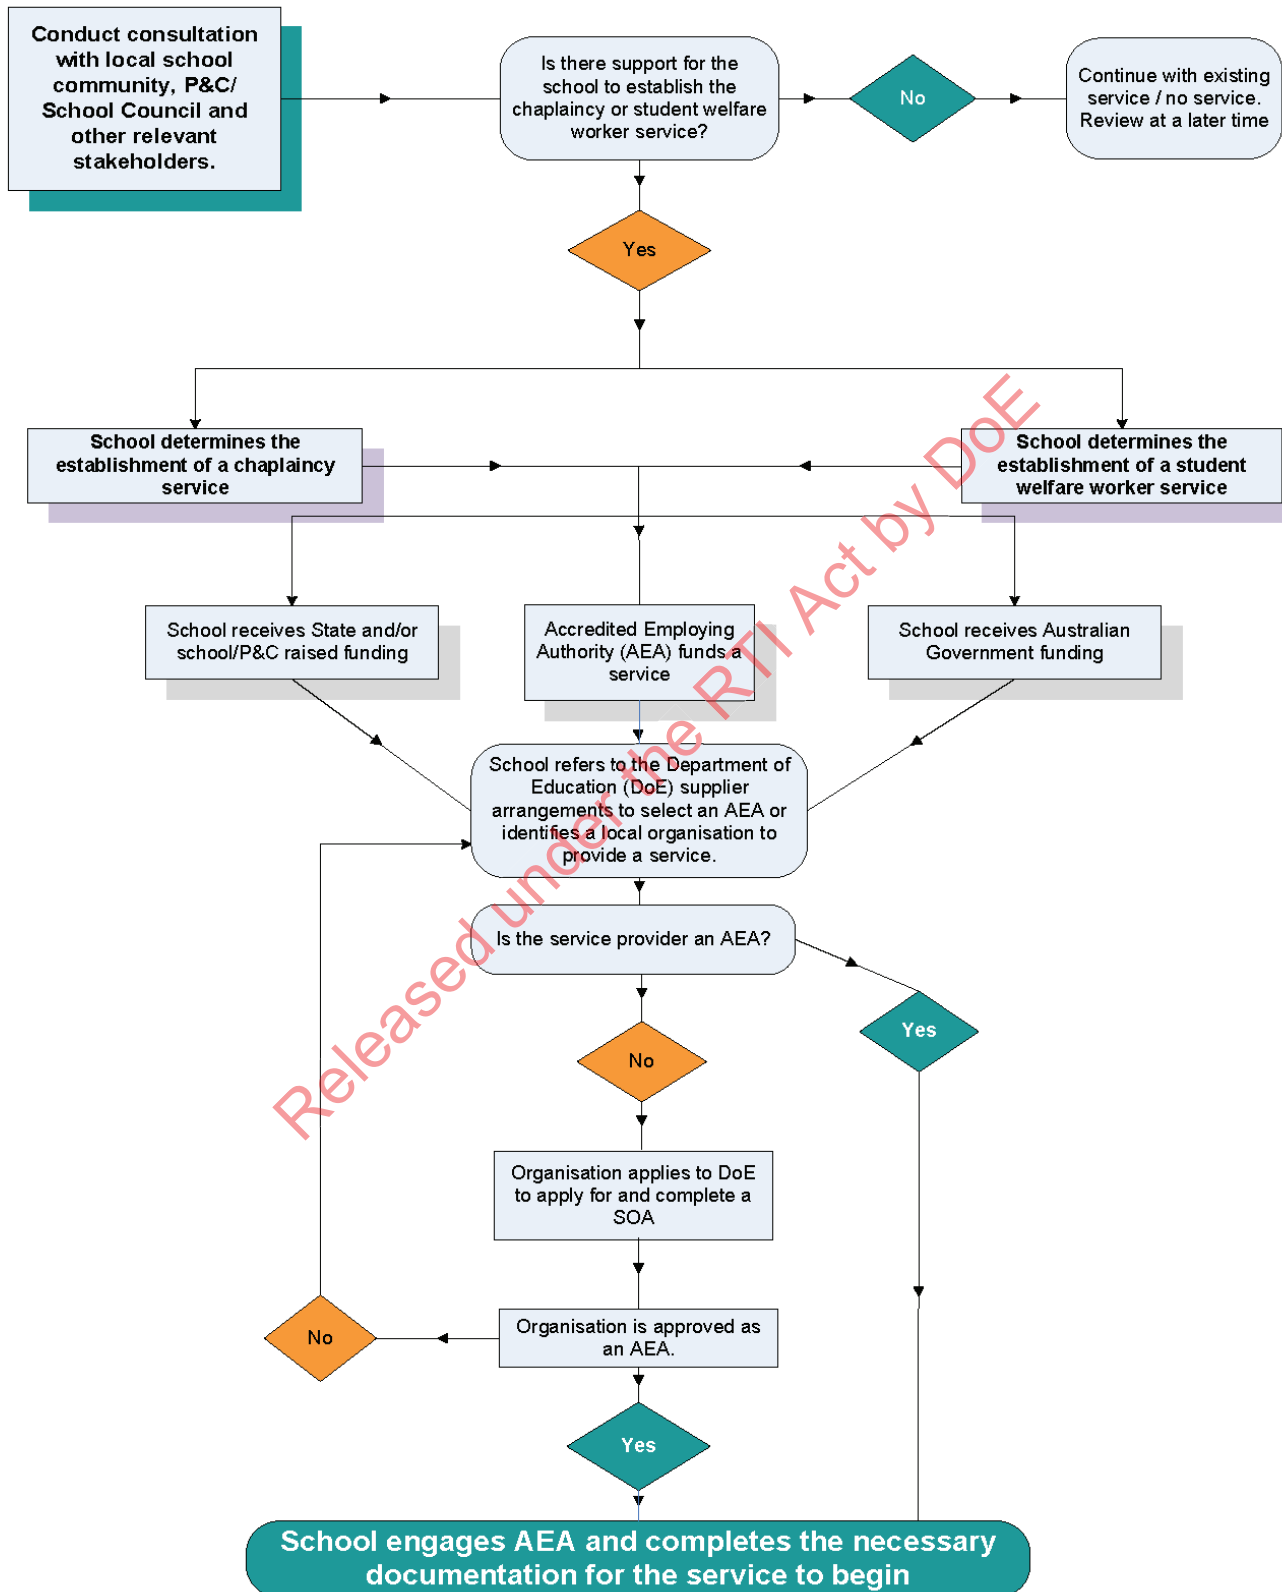 Conduct consultation
with local school
community, P&C/
School Council and
other relevant
stakeholders.
Is there support for the
school to establish the
chaplaincy or student welfare
worker service?
No
Continue with existing
service / no service.
Review at a later time
Yes
School determines the
establishment of a chaplaincy
service
School determines the
establishment of a student
welfare worker service
School receives State and/or
school/P&C raised funding
Accredited Employing
Authority (AEA) funds a
service
School receives Australian
Government funding
School refers to the Department of
Education (DoE) supplier
arrangements to select an AEA or
identifies a local organisation to
provide a service.
Is the service provider an AEA?
Yes
No
Organisation applies to DoE
to apply for and complete a
SOA
Organisation is approved as
an AEA.
No
Yes
School engages AEA and completes the necessary
documentation for the service to begin
Released under the RTI Act by DoE